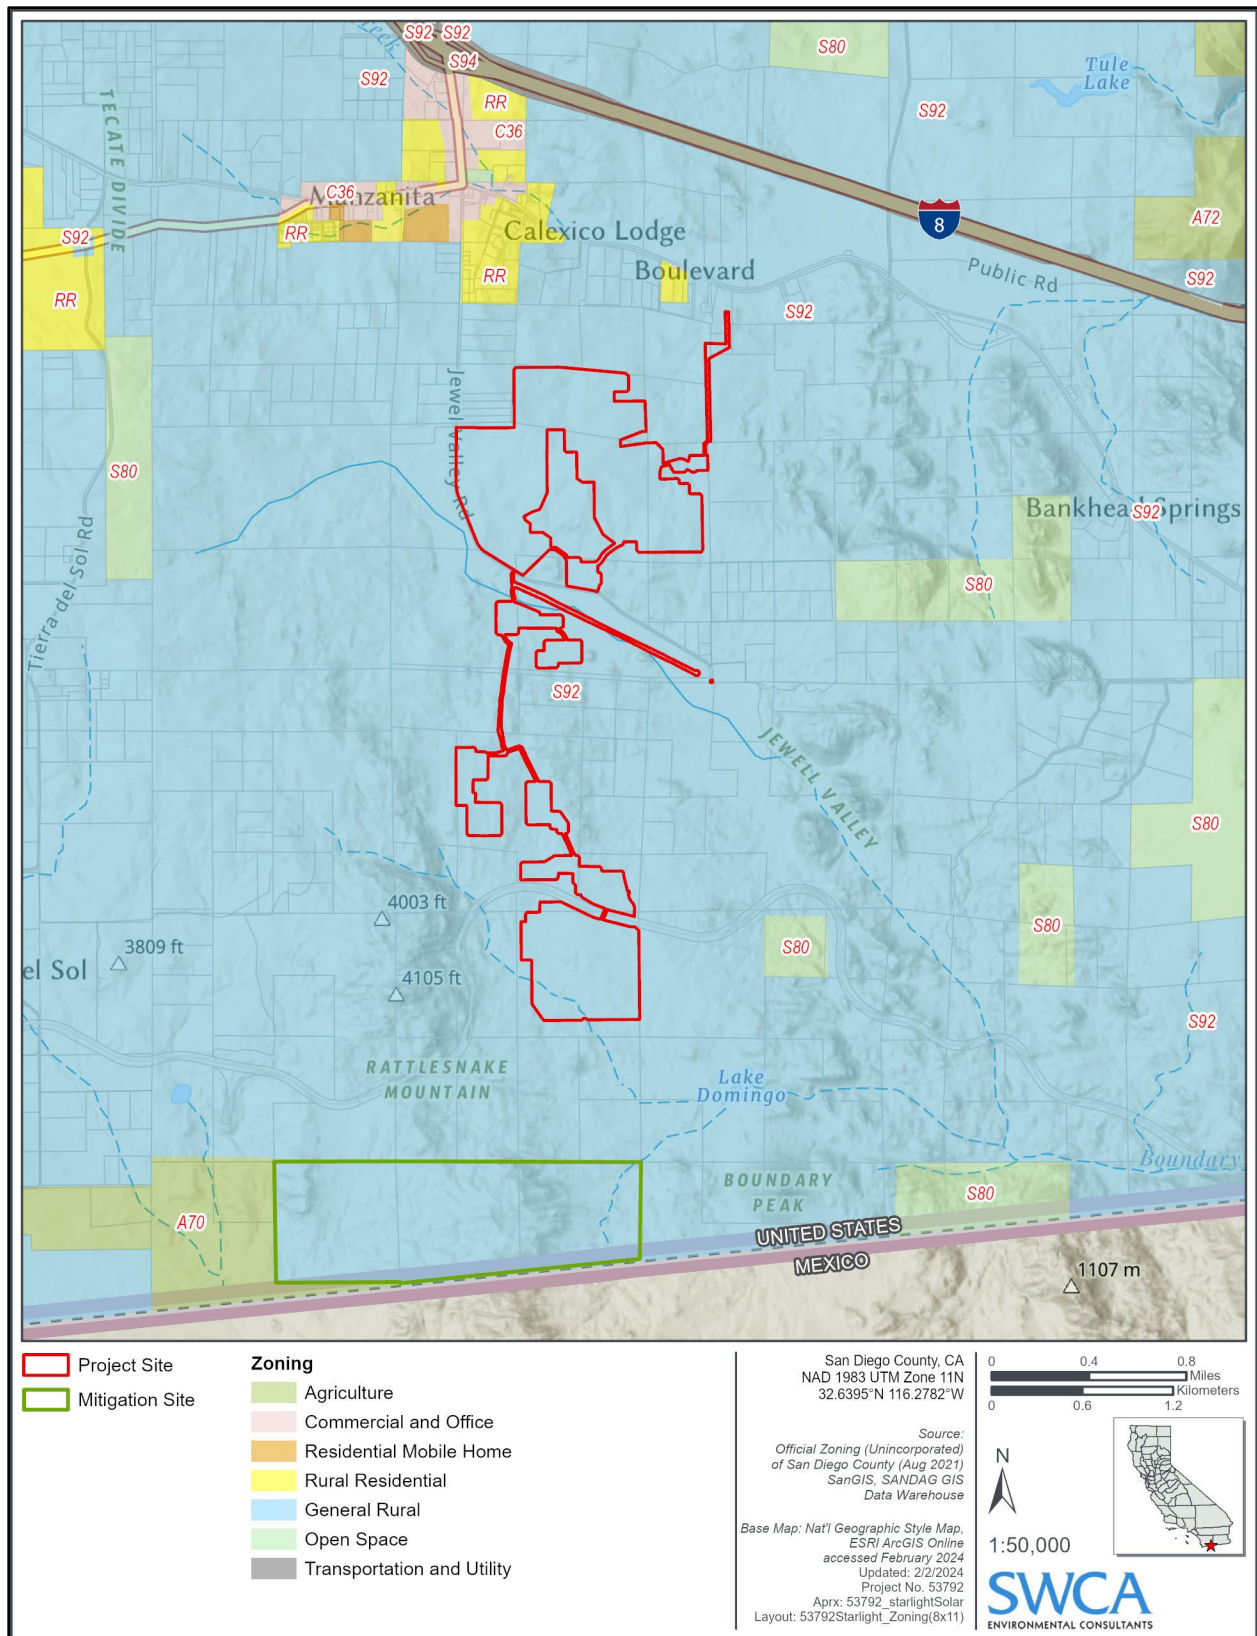 S92
S92
S80
Creek
S94
S92
Tule
Lake
RR
S92
C36
TECATE DIVIDE
C36
Manzanita
A72
8
S92
RR
Calexico Lodge
Boulevard
Public Rd
RR
S92
RR
S92
Jewel Valley Rd
S80
Bankhead Springs
S92
Tierra del Sol Rd
S80
S92
JEWELL VALLEY
S80
4003 ft
S80
3809 ft
S80
el Sol
4105 ft
S92
RATTLESNAKE
MOUNTAIN
Lake
Domingo
Boundary
BOUNDARY
PEAK
S80
A70
UNITED STATES
MEXICO
1107 m
Project Site
Mitigation Site
Zoning
Agriculture
Commercial and Office
Residential Mobile Home
Rural Residential
General Rural
Open Space
Transportation and Utility
San Diego County, CA
NAD 1983 UTM Zone 11N
32.6395°N 116.2782°W
Source:
Official Zoning (Unincorporated)
of San Diego County (Aug 2021)
SanGIS, SANDAG GIS
Data Warehouse
Base Map: Nat'l Geographic Style Map,
ESRI ArcGIS Online
accessed February 2024
Updated: 2/2/2024
Project No. 53792
Aprx: 53792_starlightSolar
Layout: 53792Starlight_Zoning(8x11)
0 0.4 0.8
Miles
Kilometers
0 0.6 1.2
N
1:50,000
SWCA
ENVIRONMENTAL CONSULTANTS